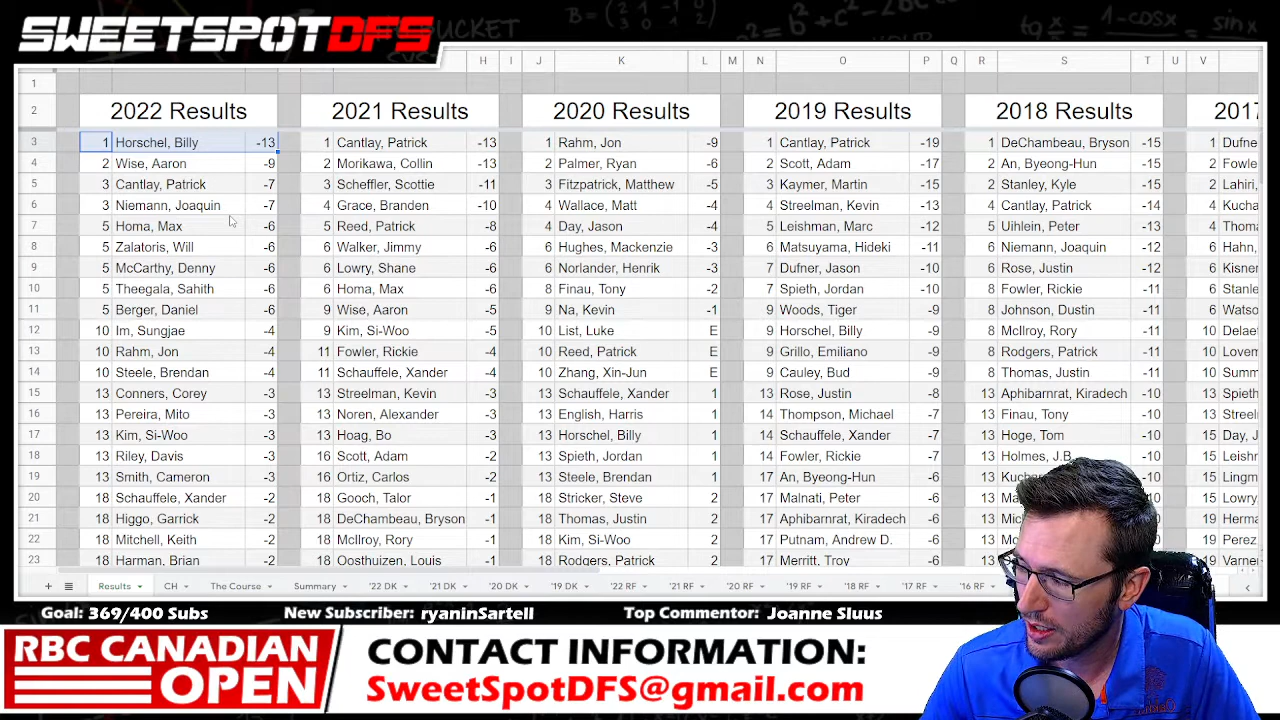 SWEETSPOTDFS
H I J K L M N O P Q R S T U V
1
2 2022 Results 2021 Results 2020 Results 2019 Results 2018 Results 2017
3 1 Horschel, Billy -13 1 Cantlay, Patrick -13 1 Rahm, Jon -9 1 Cantlay, Patrick -19 1 DeChambeau, Bryson -15 1 Dufne
4 2 Wise, Aaron -9 2 Morikawa, Collin -13 2 Palmer, Ryan -6 2 Scott, Adam -17 2 An, Byeong-Hun -15 2 Fowle
5 3 Cantlay, Patrick -7 3 Scheffler, Scottie -11 3 Fitzpatrick, Matthew -5 3 Kaymer, Martin -15 2 Stanley, Kyle -15 2 Lahiri,
6 3 Niemann, Joaquin -7 4 Grace, Branden -10 4 Wallace, Matt -4 4 Streelman, Kevin -13 4 Cantlay, Patrick -14 4 Kucha
7 5 Homa, Max -6 5 Reed, Patrick -8 4 Day, Jason -4 5 Leishman, Marc -12 5 Uihlein, Peter -13 4 Thoma
8 5 Zalatoris, Will -6 6 Walker, Jimmy -6 6 Hughes, Mackenzie -3 6 Matsuyama, Hideki -11 6 Niemann, Joaquin -12 6 Hahn,
9 5 McCarthy, Denny -6 6 Lowry, Shane -6 6 Norlander, Henrik -3 7 Dufner, Jason -10 6 Rose, Justin -12 6 Kisner
10 5 Theegala, Sahith -6 6 Homa, Max -6 8 Finau, Tony -2 7 Spieth, Jordan -10 8 Fowler, Rickie -11 6 Stanle
11 5 Berger, Daniel -6 9 Wise, Aaron -5 9 Na, Kevin -1 9 Woods, Tiger -9 8 Johnson, Dustin -11 6 Watso
12 10 Im, Sungjae -4 9 Kim, Si-Woo -5 10 List, Luke E 9 Horschel, Billy -9 8 McIlroy, Rory -11 10 Delaet
13 10 Rahm, Jon -4 11 Fowler, Rickie -4 10 Reed, Patrick E 9 Grillo, Emiliano -9 8 Rodgers, Patrick -11 10 Lovem
14 10 Steele, Brendan -4 11 Schauffele, Xander -4 10 Zhang, Xin-Jun E 9 Cauley, Bud -9 8 Thomas, Justin -11 10 Summ
15 13 Conners, Corey -4 13 Streelman, Kevin -3 13 Schauffele, Xander 1 13 Rose, Justin -8 13 Aphibarnrat, Kiradech -10 13 Spieth
16 13 Pereira, Mito -3 13 Noren, Alexander -3 13 English, Harris 1 14 Thompson, Michael -7 13 Finau, Tony -10 13 Streel
17 13 Kim, Si-Woo -3 13 Hoag, Bo -3 13 Horschel, Billy 1 14 Schauffele, Xander -7 13 Hoge, Tom -10 15 Day, J
18 13 Riley, Davis -3 16 Scott, Adam -2 13 Spieth, Jordan 1 14 Fowler, Rickie -7 13 Holmes, J.B. 15 Leishm
19 13 Smith, Cameron -3 16 Ortiz, Carlos -2 13 Steele, Brendan 1 17 An, Byeong-Hun -6 13 15 Lingm
20 18 Schauffele, Xander -2 18 Gooch, Talor -1 18 Stricker, Steve 2 17 Malnati, Peter -6 13 15 Lowry
21 18 Higgo, Garrick -2 18 DeChambeau, Bryson -1 18 Thomas, Justin 2 17 Aphibarnrat, Kiradech -6 13 19 Herma
22 18 Mitchell, Keith -2 18 McIlroy, Rory -1 18 Kim, Si-Woo 2 17 Putnam, Andrew D. -6 13 19 Perez,
23 18 Harman, Brian -2 18 Oosthuizen, Louis -1 18 Rodgers, Patrick 2 17 Merritt, Troy -6 13 19 Varner
Results CH The Course Summary '22 DK '21 DK '20 DK '19 DK '22 RF '21 RF '20 RF '19 RF '18 RF '17 RF '16 RF
Goal: 369/400 Subs New Subscriber: ryaninSartell Top Commentor: Joanne Sluus
RBC CANADIAN OPEN
CONTACT INFORMATION:
SweetSpotDFS@gmail.com